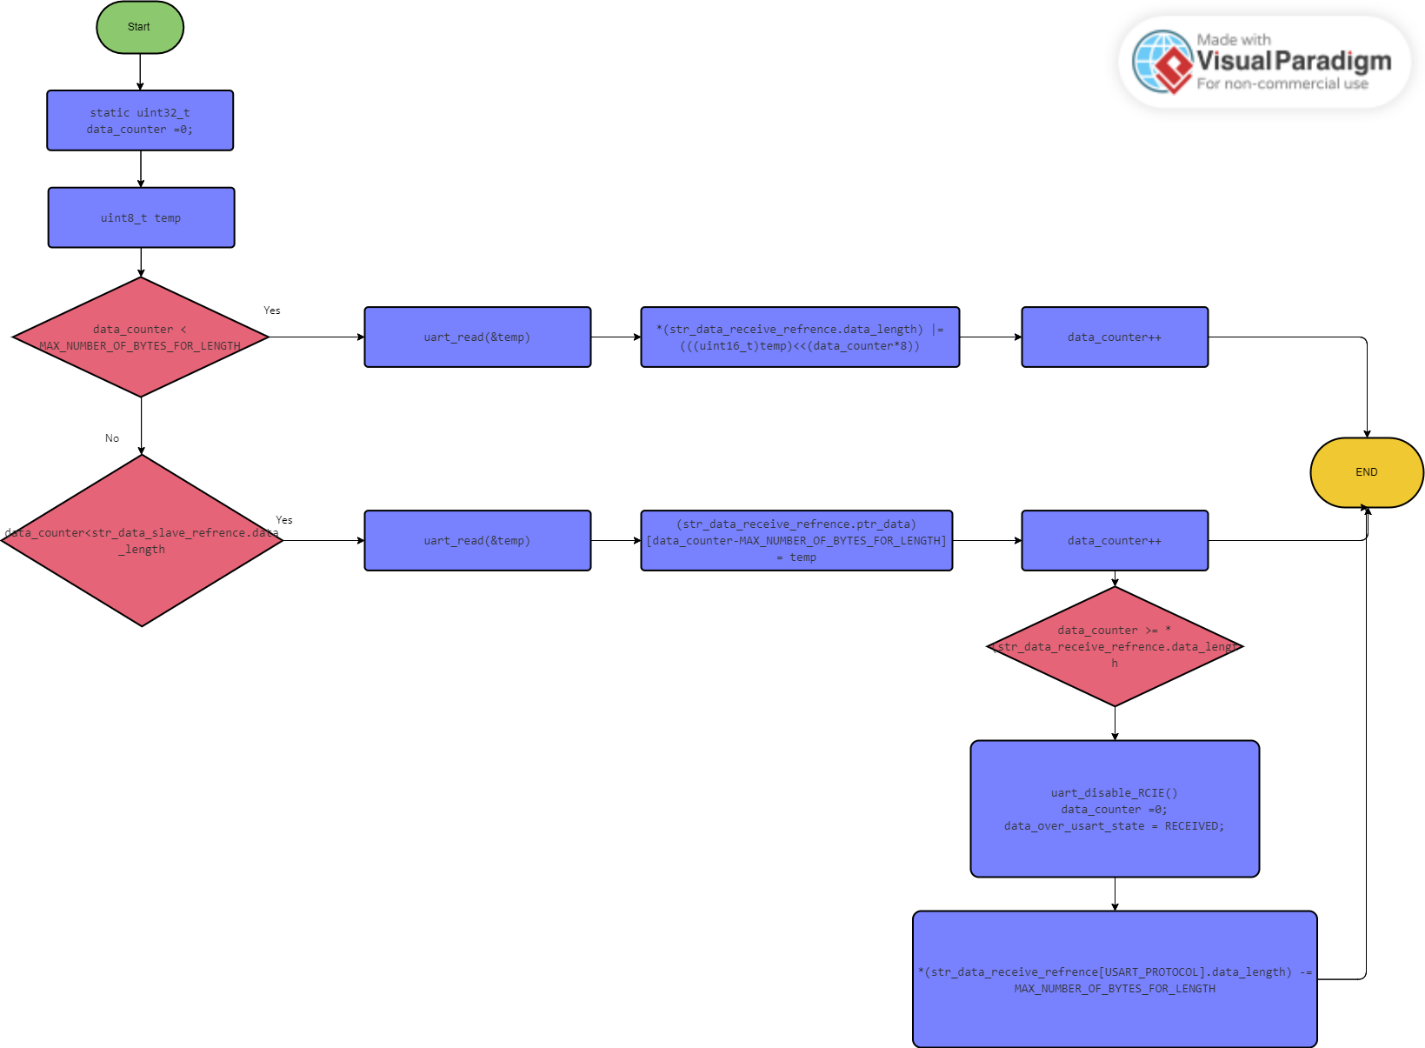 Start
Made with
Visual Paradigm
For non-commercial use
static uint32_t
data_counter =0;
uint8_t temp
data_counter <
MAX_NUMBER_OF_BYTES_FOR_LENGTH
Yes
uart_read(&temp)
*(str_data_receive_refrence.data_length) |=
(((uint16_t)temp)<<(data_counter*8))
data_counter++
No
END
data_counter<str_data_slave_refrence.data
_length
Yes
uart_read(&temp)
(str_data_receive_refrence.ptr_data)
[data_counter-MAX_NUMBER_OF_BYTES_FOR_LENGTH]
= temp
data_counter++
data_counter >= *
(str_data_receive_refrence.data_lengt
h
uart_disable_RCIE()
data_counter =0;
data_over_usart_state = RECEIVED;
*(str_data_receive_refrence[USART_PROTOCOL].data_length) -=
MAX_NUMBER_OF_BYTES_FOR_LENGTH